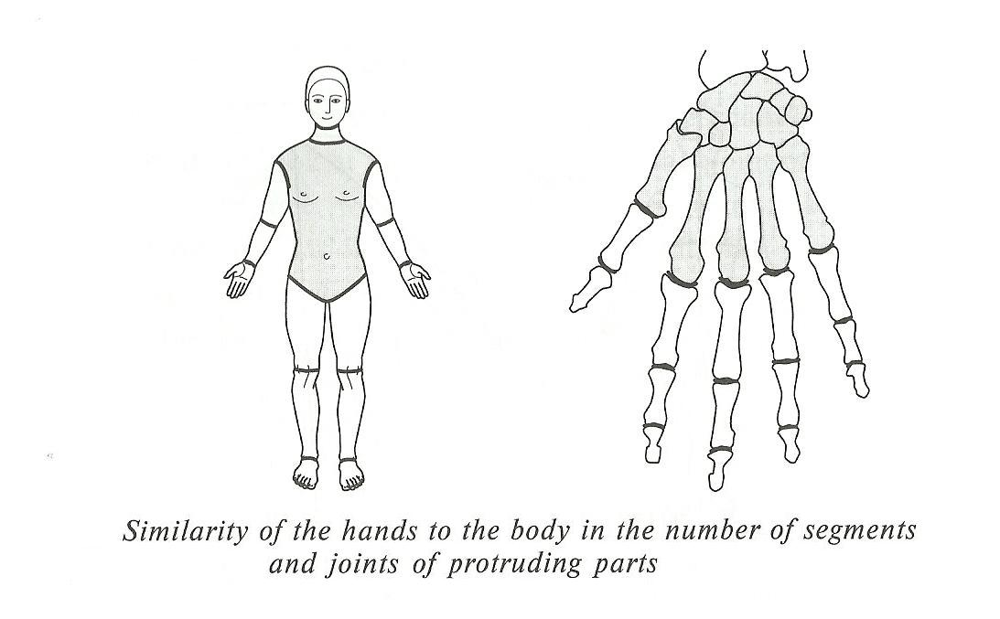 Similarity of the hands to the body in the number of segments
and joints of protruding parts